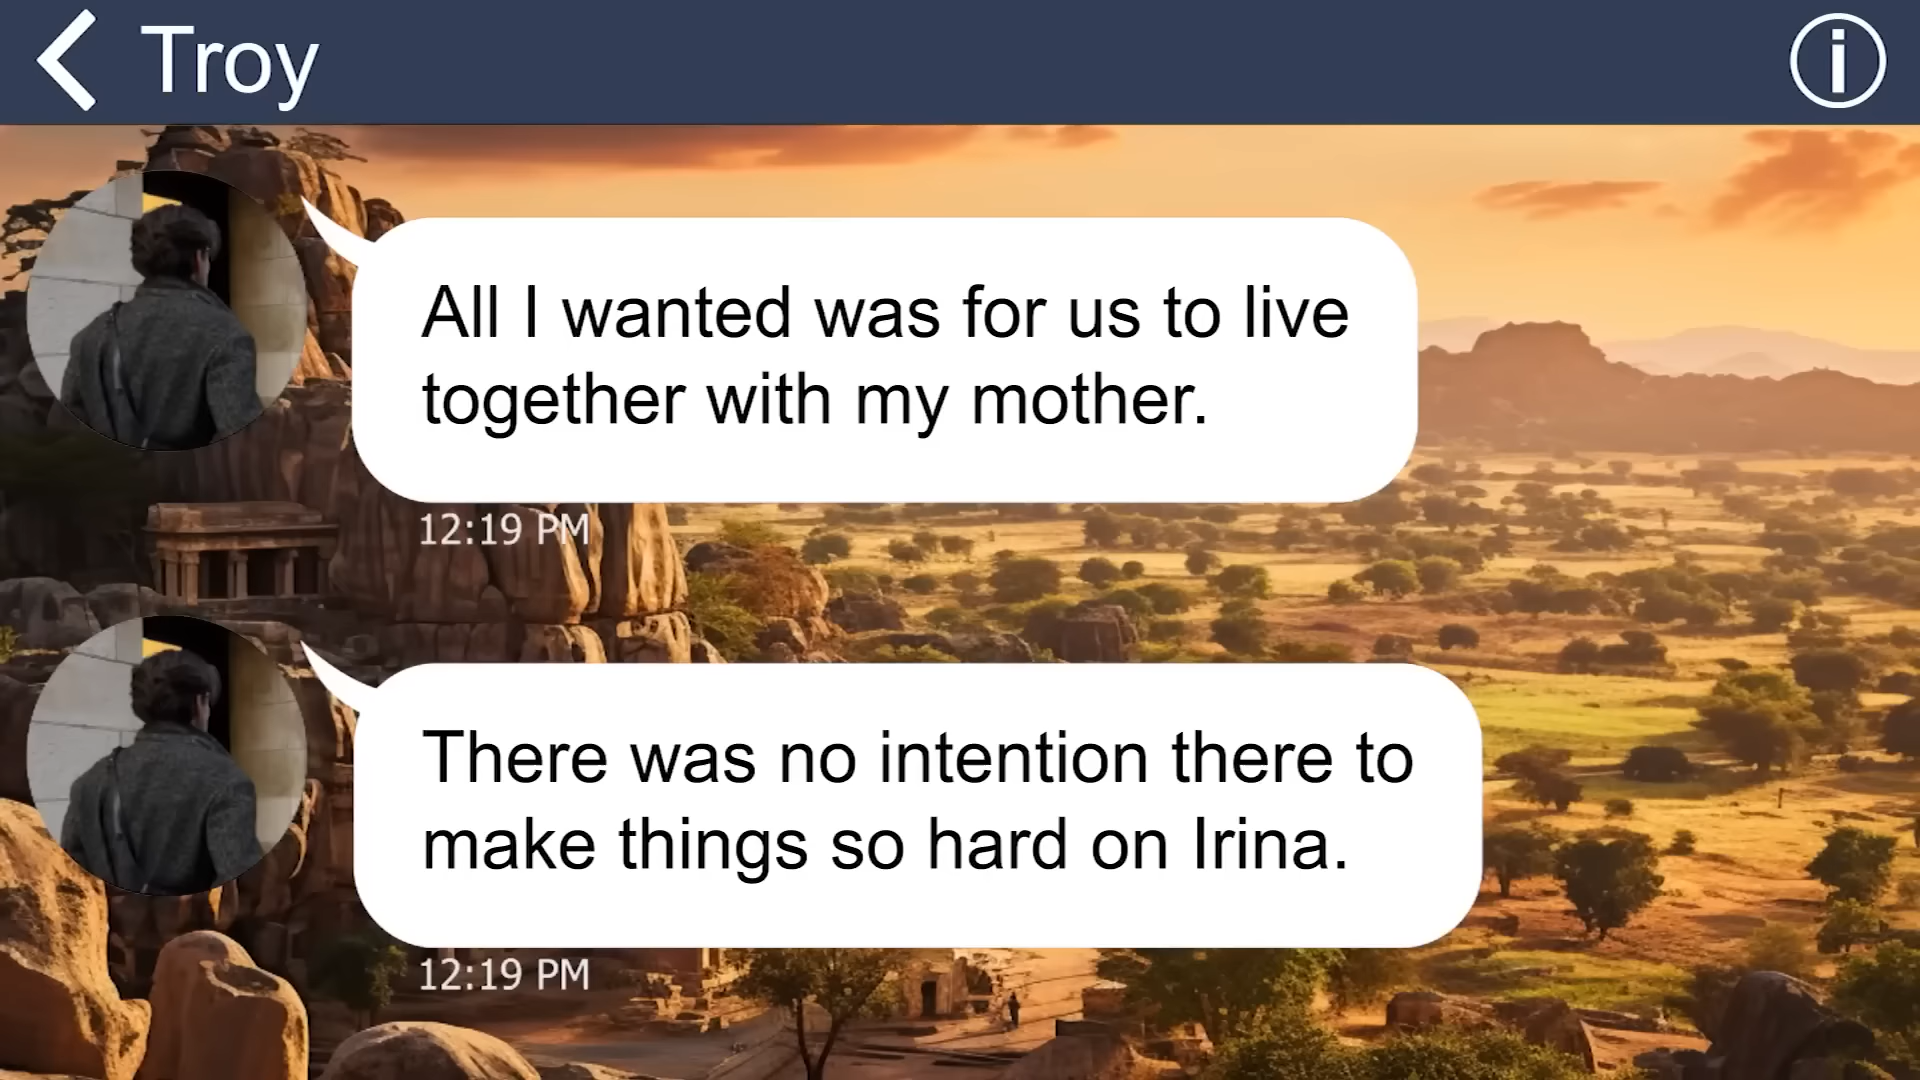 Troy
All I wanted was for us to live
together with my mother.
12:19 PM
There was no intention there to
make things so hard on Irina.
12:19 PM